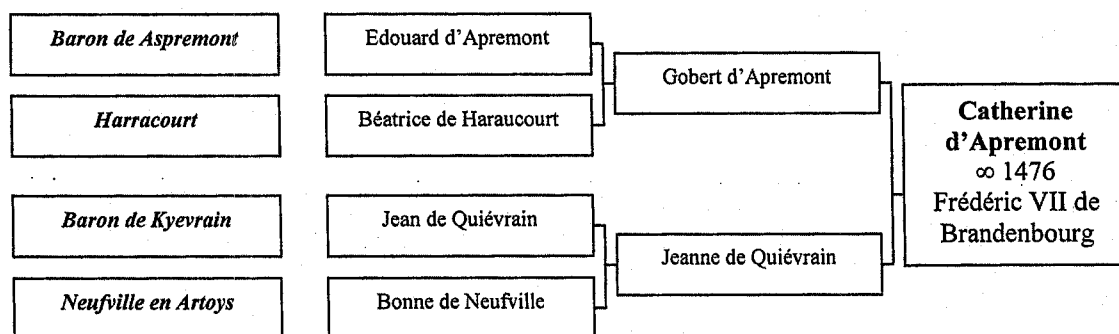 Baron de Aspremont
Edouard d'Apremont
Gobert d'Apremont
Harracourt
Béatrice de Haraucourt
Catherine
d'Apremont
∞ 1476
Frédéric VII de
Brandenbourg
Baron de Kyevrain
Jean de Quiévrain
Jeanne de Quiévrain
Neufville en Artoys
Bonne de Neufville